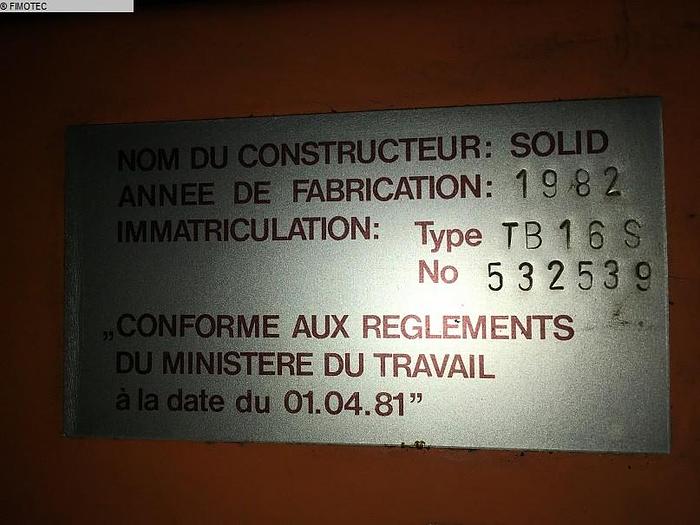 ® FIMOTEC
NOM DU CONSTRUCTEUR: SOLID
ANNEE DE FABRICATION: 1982
IMMATRICULATION: Type TB16S
No 532539
„CONFORME AUX REGLEMENTS
DU MINISTERE DU TRAVAIL
à la date du 01.04.81”